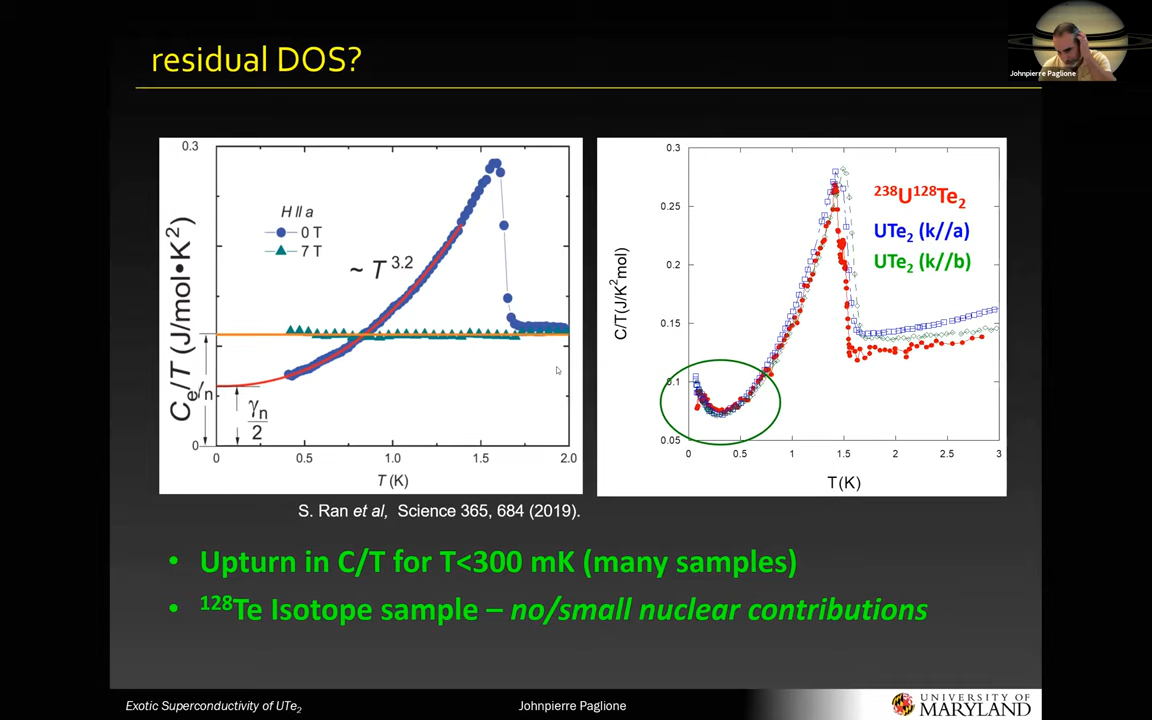 residual DOS?
Johnpierre Paglione
0.3
0
C_e/T (J/mol•K²)
H // a
0 T
7 T
~ T^3.2
γ_n
2
0 0.5 1.0 1.5 2.0
T (K)
S. Ran et al, Science 365, 684 (2019).
0.3
0.25
0.2
0.15
0.1
0.05
C/T(J/K²mol)
²³⁸U¹²⁸Te₂
UTe₂ (k//a)
UTe₂ (k//b)
0 0.5 1 1.5 2 2.5 3
T(K)
• Upturn in C/T for T<300 mK (many samples)
• ¹²⁸Te Isotope sample – no/small nuclear contributions
Exotic Superconductivity of UTe₂
Johnpierre Paglione
UNIVERSITY OF
MARYLAND